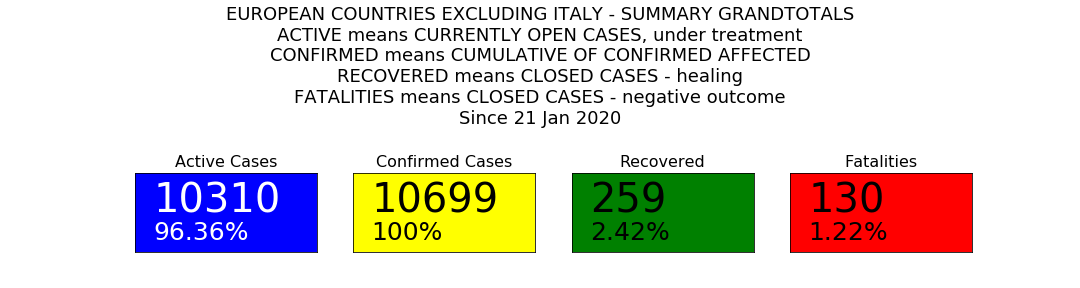 EUROPEAN COUNTRIES EXCLUDING ITALY - SUMMARY GRANDTOTALS
ACTIVE means CURRENTLY OPEN CASES, under treatment
CONFIRMED means CUMULATIVE OF CONFIRMED AFFECTED
RECOVERED means CLOSED CASES - healing
FATALITIES means CLOSED CASES - negative outcome
Since 21 Jan 2020
Active Cases
10310
96.36%
Confirmed Cases
10699
100%
Recovered
259
2.42%
Fatalities
130
1.22%